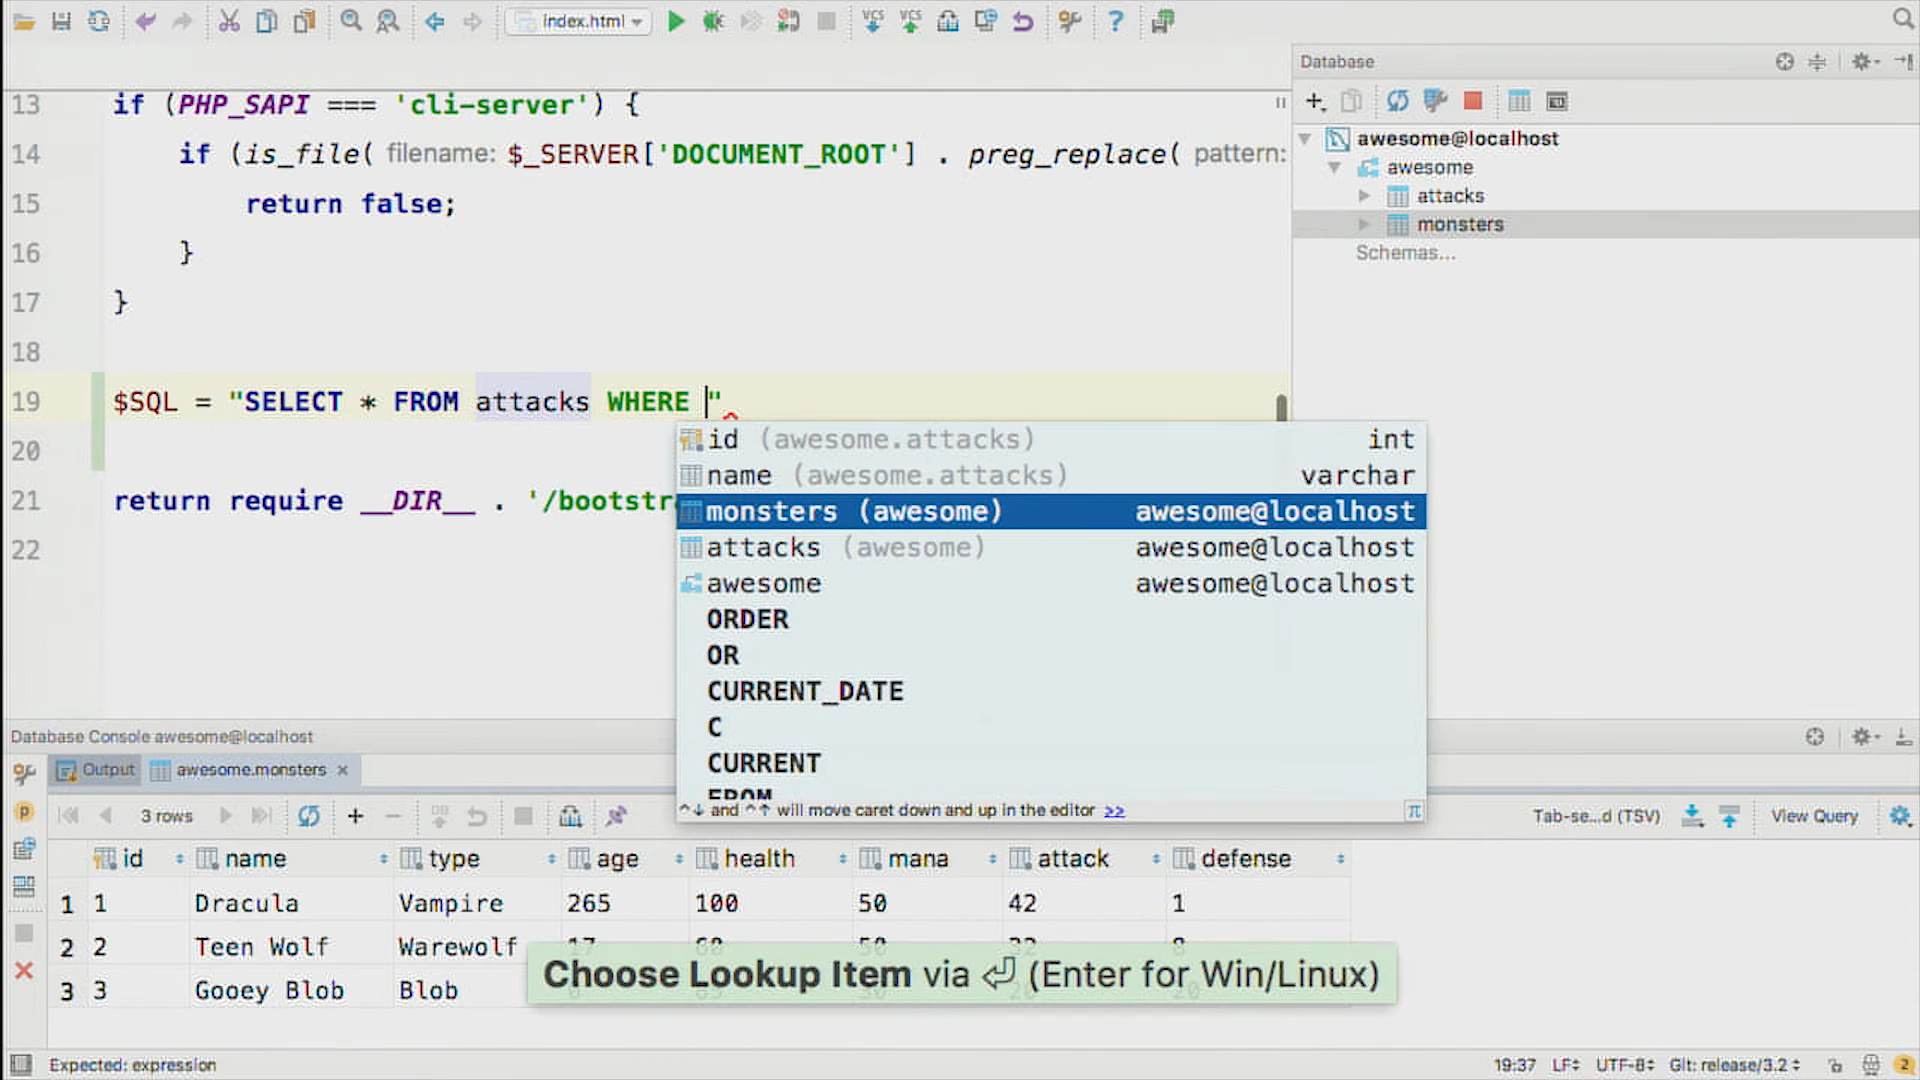 index.html
VCS VCS
Database
13 if (PHP_SAPI === 'cli-server') {
14 if (is_file( filename: $_SERVER['DOCUMENT_ROOT'] . preg_replace( pattern:
15 return false;
16 }
17 }
18
19 $SQL = "SELECT * FROM attacks WHERE "
20
21 return require __DIR__ . '/bootstr
22
awesome@localhost
awesome
attacks
monsters
Schemas...
id (awesome.attacks) int
name (awesome.attacks) varchar
monsters (awesome) awesome@localhost
attacks (awesome) awesome@localhost
awesome awesome@localhost
ORDER
OR
CURRENT_DATE
C
CURRENT
FROM
^↓ and ^↑ will move caret down and up in the editor >>
π
Database Console awesome@localhost
Output awesome.monsters
3 rows
Tab-se...d (TSV) View Query
id name type age health mana attack defense
1 1 Dracula Vampire 265 100 50 42 1
2 2 Teen Wolf Warewolf 17
3 3 Gooey Blob Blob
Choose Lookup Item via ⏎ (Enter for Win/Linux)
Expected: expression
19:37 LF UTF-8 Git: release/3.2 2